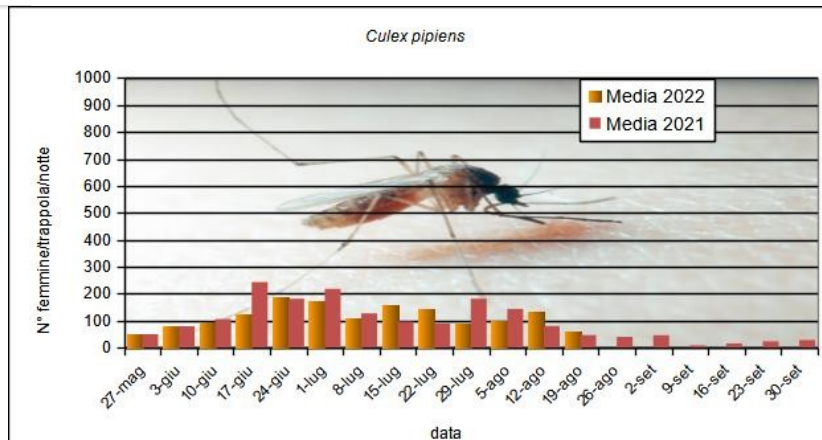 Culex pipiens
1000
900
800
700
600
500
400
300
200
100
0
N° femmine/trappola/notte
Media 2022
Media 2021
27-mag
3-giu
10-giu
17-giu
24-giu
1-lug
8-lug
15-lug
22-lug
29-lug
5-ago
12-ago
19-ago
26-ago
2-set
9-set
16-set
23-set
30-set
data